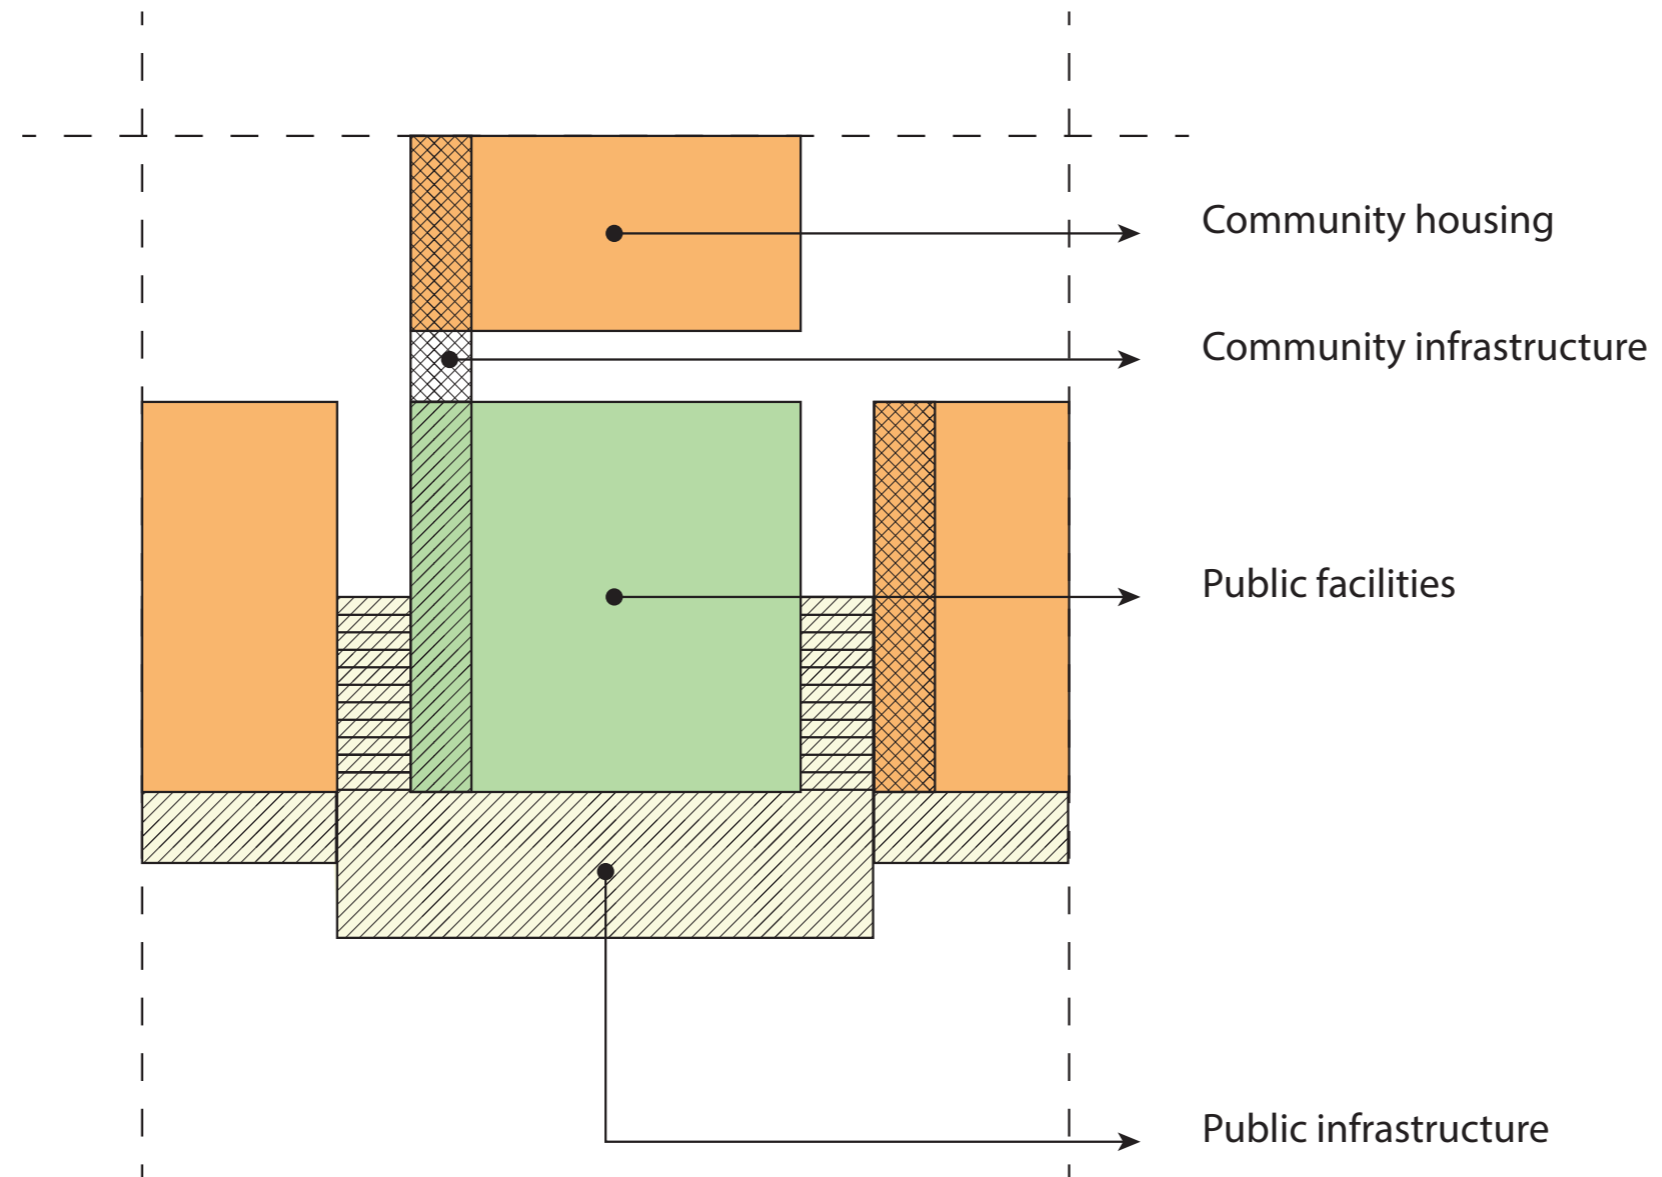 Community housing
Community infrastructure
Public facilities
Public infrastructure